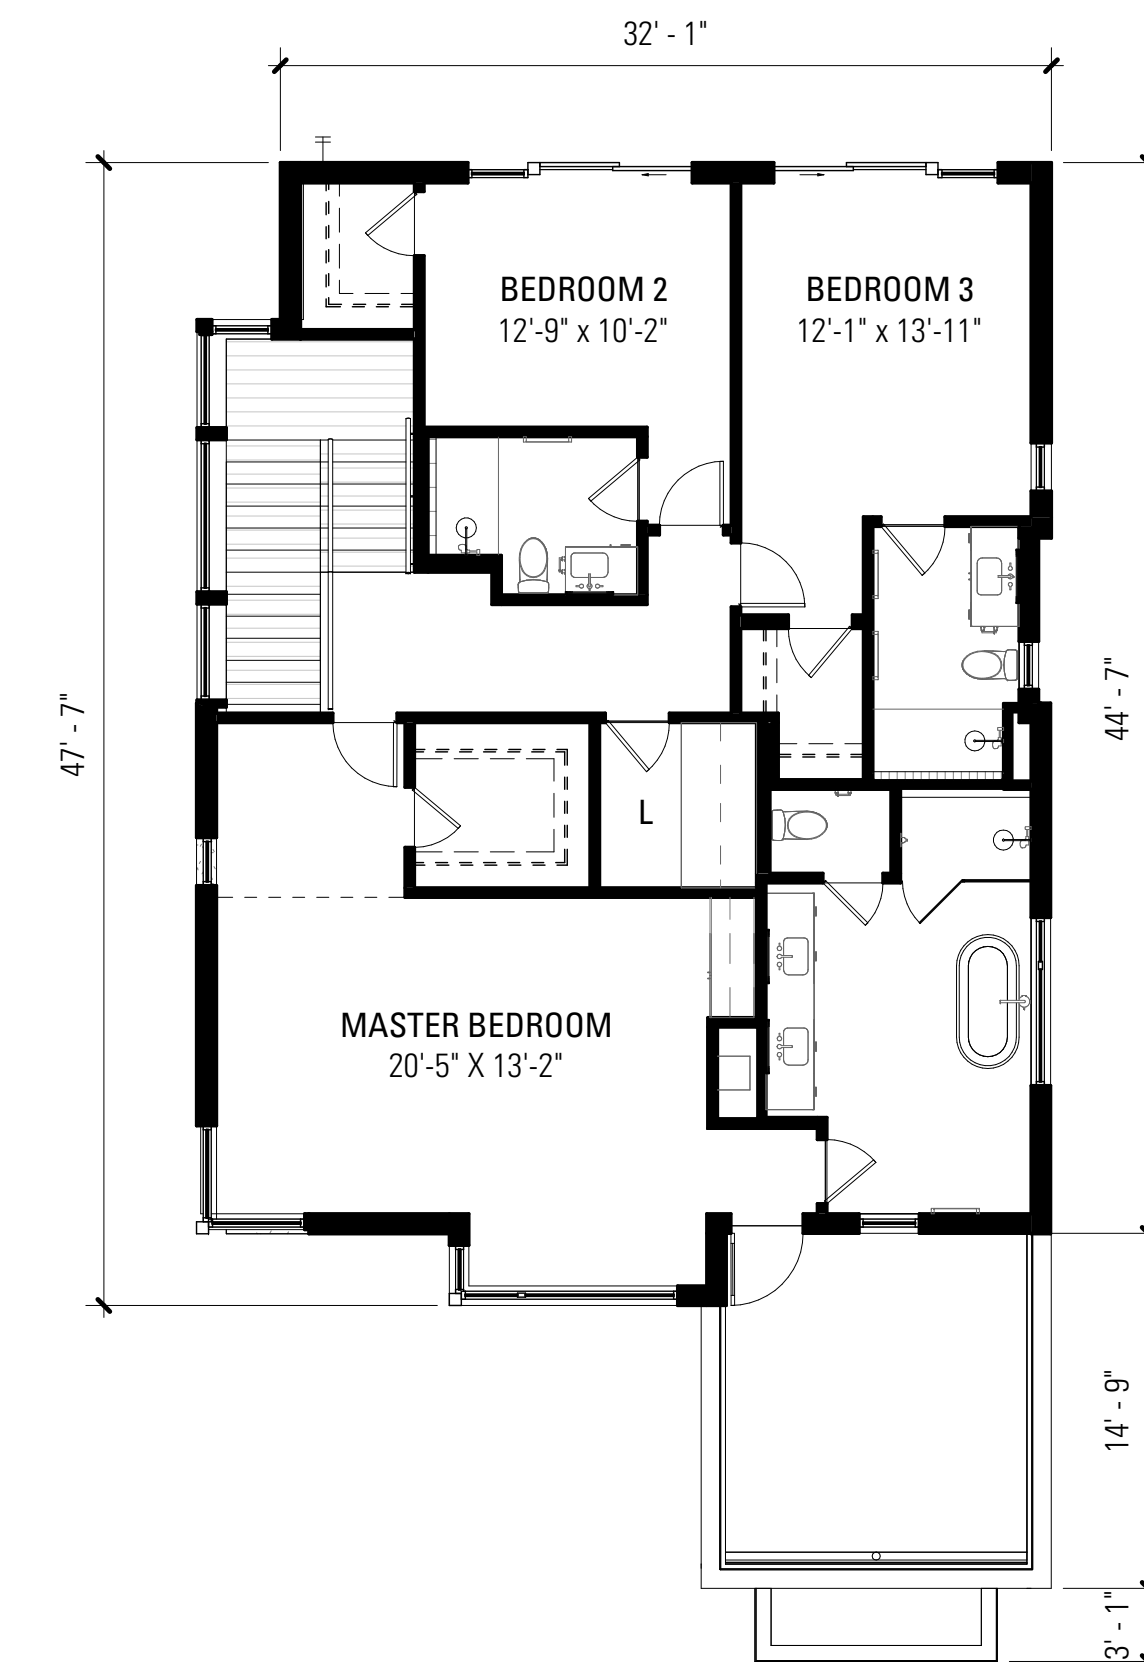 32' - 1"
BEDROOM 2
12'-9" x 10'-2"
BEDROOM 3
12'-1" x 13'-11"
47' - 7"
44' - 7"
L
MASTER BEDROOM
20'-5" X 13'-2"
14' - 9"
3' - 1"